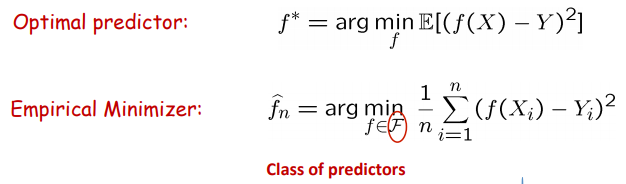 Optimal predictor: f* = arg min_f 𝔼[(f(X) − Y)²]
Empirical Minimizer: f̂_n = arg min_{f∈ℱ} 1/n ∑_{i=1}^{n} (f(X_i) − Y_i)²
Class of predictors